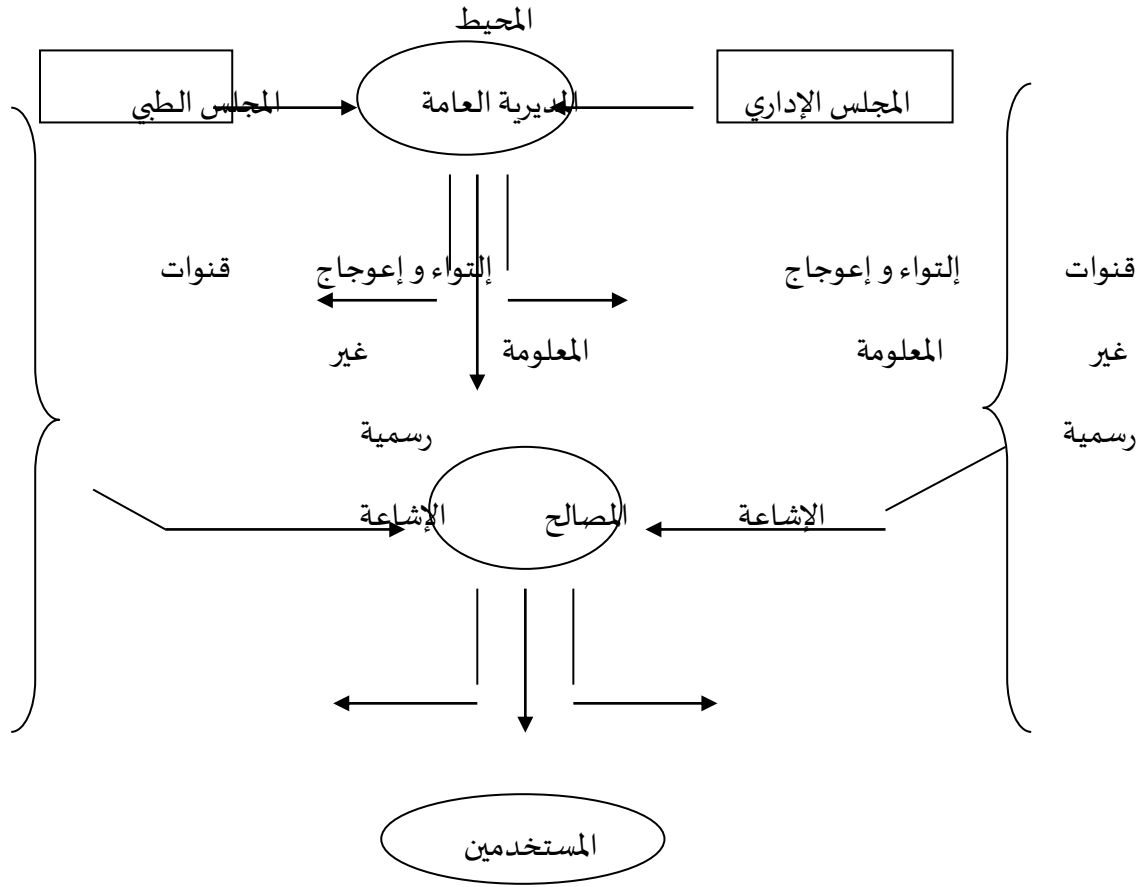 المحيط
المجلس الإداري المديرية العامة المجلس الطبي
قنوات إلتواء و إعوجاج إلتواء و إعوجاج قنوات
غير المعلومة المعلومة غير
رسمية رسمية
الإشاعة المصالح الإشاعة
المستخدمين